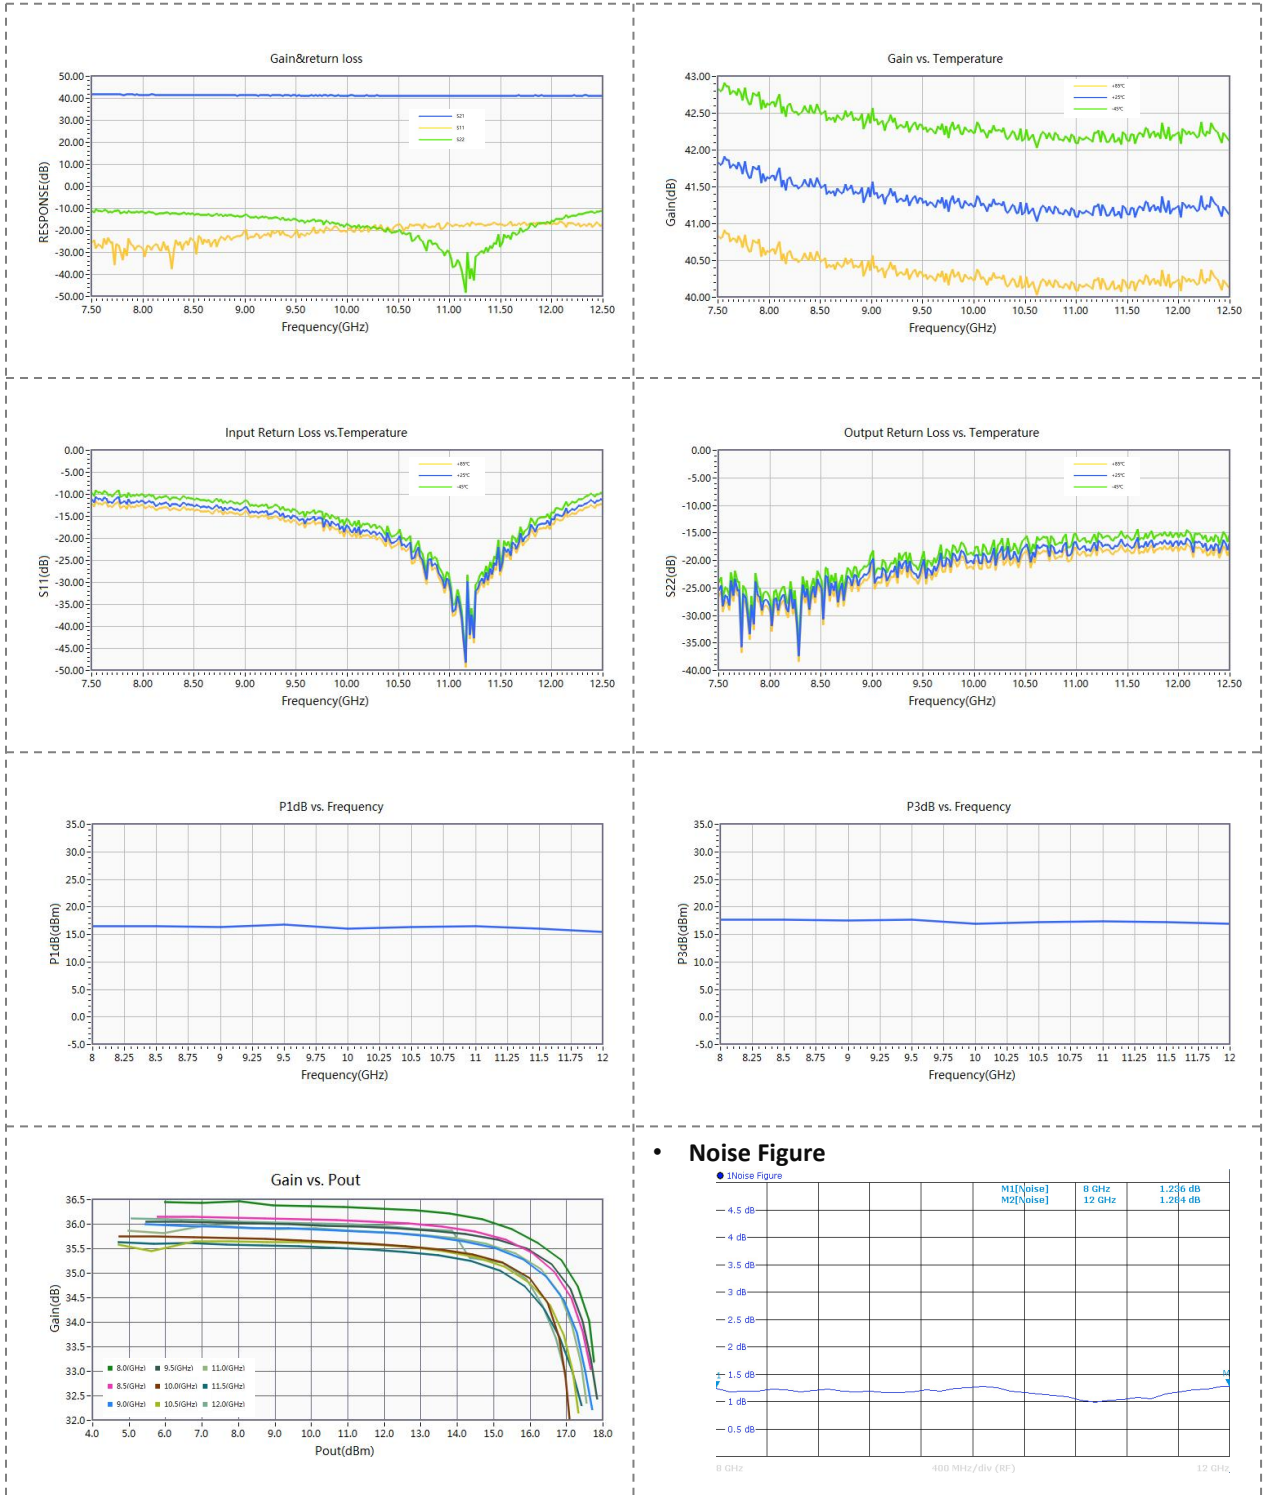 Gain&return loss
50.00
40.00
30.00
20.00
10.00
0.00
-10.00
-20.00
-30.00
-40.00
-50.00
RESPONSE(dB)
S21
S11
S22
7.50 8.00 8.50 9.00 9.50 10.00 10.50 11.00 11.50 12.00 12.50
Frequency(GHz)
Gain vs. Temperature
43.00
42.50
42.00
41.50
41.00
40.50
40.00
Gain(dB)
+85℃
+25℃
-45℃
7.50 8.00 8.50 9.00 9.50 10.00 10.50 11.00 11.50 12.00 12.50
Frequency(GHz)
Input Return Loss vs.Temperature
0.00
-5.00
-10.00
-15.00
-20.00
-25.00
-30.00
-35.00
-40.00
-45.00
-50.00
S11(dB)
+85℃
+25℃
-45℃
7.50 8.00 8.50 9.00 9.50 10.00 10.50 11.00 11.50 12.00 12.50
Frequency(GHz)
Output Return Loss vs. Temperature
0.00
-5.00
-10.00
-15.00
-20.00
-25.00
-30.00
-35.00
-40.00
S22(dB)
+85℃
+25℃
-45℃
7.50 8.00 8.50 9.00 9.50 10.00 10.50 11.00 11.50 12.00 12.50
Frequency(GHz)
P1dB vs. Frequency
35.0
30.0
25.0
20.0
15.0
10.0
5.0
0.0
-5.0
P1dB(dBm)
8 8.25 8.5 8.75 9 9.25 9.5 9.75 10 10.25 10.5 10.75 11 11.25 11.5 11.75 12
Frequency(GHz)
P3dB vs. Frequency
35.0
30.0
25.0
20.0
15.0
10.0
5.0
0.0
-5.0
P3dB(dBm)
8 8.25 8.5 8.75 9 9.25 9.5 9.75 10 10.25 10.5 10.75 11 11.25 11.5 11.75 12
Frequency(GHz)
Gain vs. Pout
36.5
36.0
35.5
35.0
34.5
34.0
33.5
33.0
32.5
32.0
Gain(dB)
8.0(GHz) 9.5(GHz) 11.0(GHz)
8.5(GHz) 10.0(GHz) 11.5(GHz)
9.0(GHz) 10.5(GHz) 12.0(GHz)
4.0 5.0 6.0 7.0 8.0 9.0 10.0 11.0 12.0 13.0 14.0 15.0 16.0 17.0 18.0
Pout(dBm)
• Noise Figure
1Noise Figure
M1[Noise] 8 GHz 1.236 dB
M2[Noise] 12 GHz 1.284 dB
4.5 dB
4 dB
3.5 dB
3 dB
2.5 dB
2 dB
1.5 dB
1 dB
0.5 dB
8 GHz 400 MHz/div (RF) 12 GHz